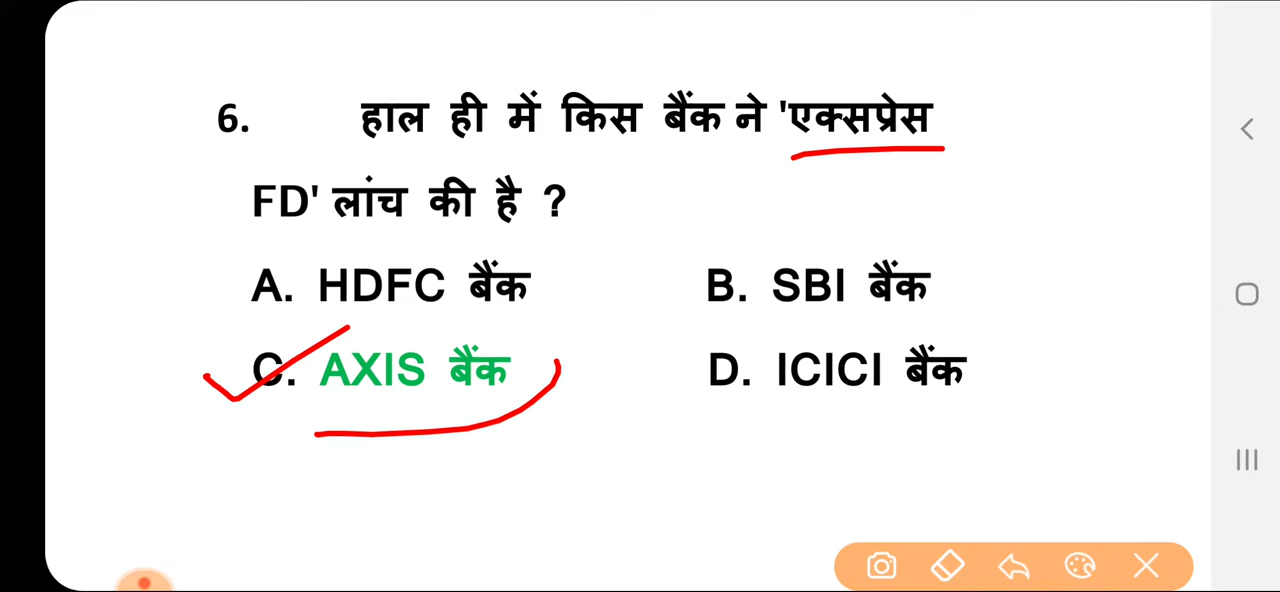 6. हाल ही में किस बैंक ने 'एक्सप्रेस
FD' लांच की है ?
A. HDFC बैंक B. SBI बैंक
C. AXIS बैंक D. ICICI बैंक